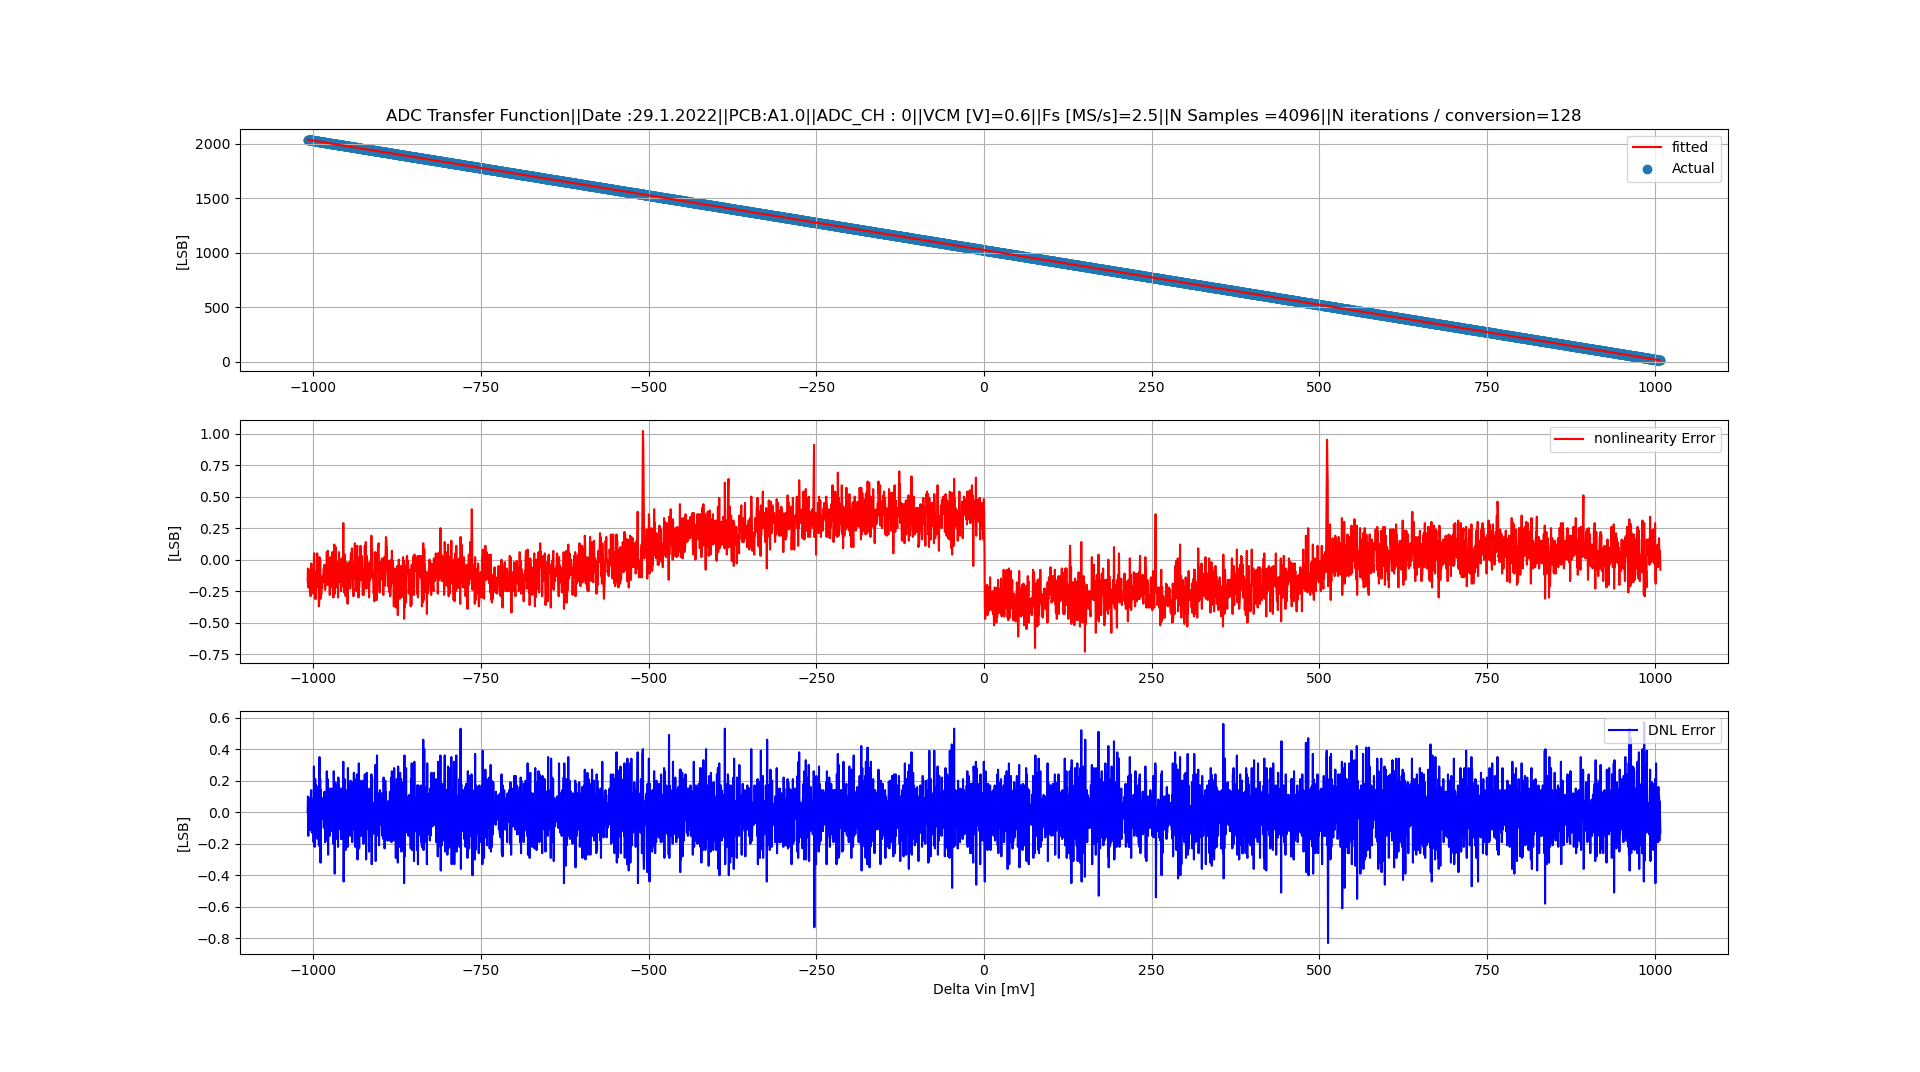 ADC Transfer Function||Date :29.1.2022||PCB:A1.0||ADC_CH : 0||VCM [V]=0.6||Fs [MS/s]=2.5||N Samples =4096||N iterations / conversion=128
fitted
Actual
2000
1500
1000
500
0
[LSB]
−1000 −750 −500 −250 0 250 500 750 1000
nonlinearity Error
1.00
0.75
0.50
0.25
0.00
−0.25
−0.50
−0.75
[LSB]
−1000 −750 −500 −250 0 250 500 750 1000
DNL Error
0.6
0.4
0.2
0.0
−0.2
−0.4
−0.6
−0.8
[LSB]
−1000 −750 −500 −250 0 250 500 750 1000
Delta Vin [mV]